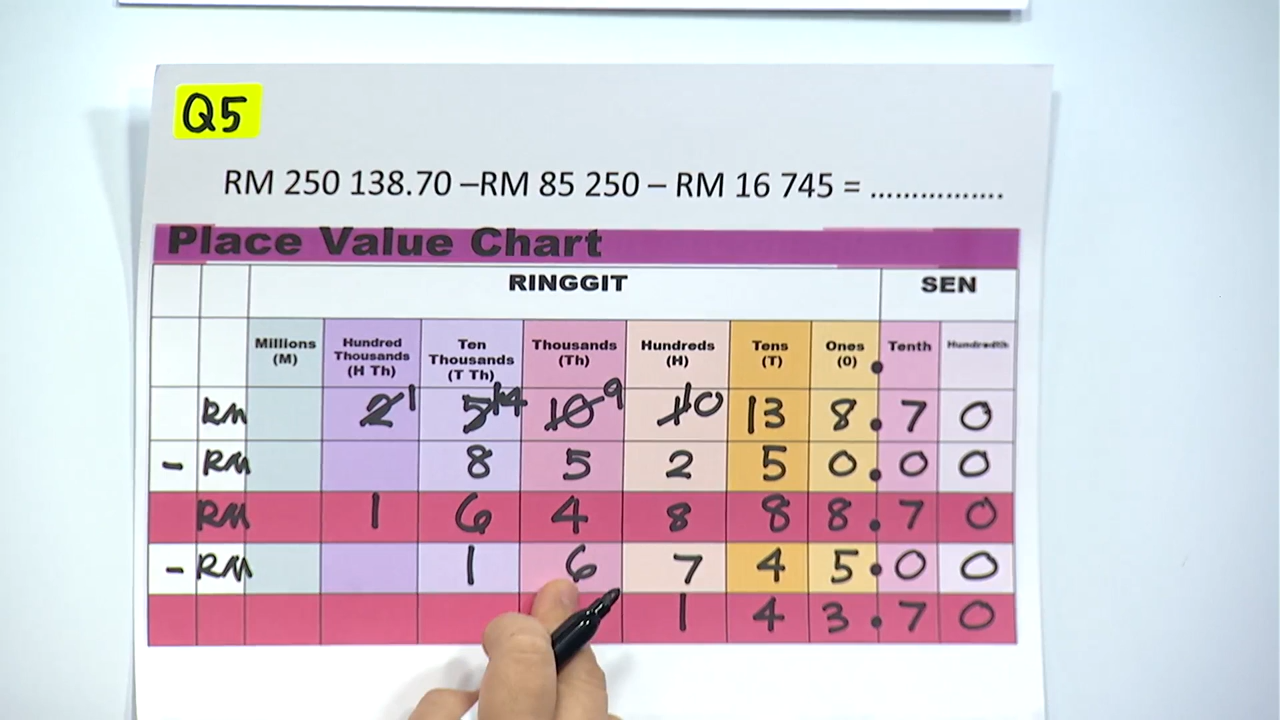 Q5
RM 250 138.70 –RM 85 250 – RM 16 745 = ....................
Place Value Chart
RINGGIT SEN
Millions (M) Hundred Thousands (H Th) Ten Thousands (T Th) Thousands (Th) Hundreds (H) Tens (T) Ones (0) . Tenth Hundredth
RM 2 1 5 14 10 9 1 10 13 8 . 7 0
- RM 8 5 2 5 0 . 0 0
RM 1 6 4 8 8 8 . 7 0
- RM 1 6 7 4 5 . 0 0
1 4 3 . 7 0